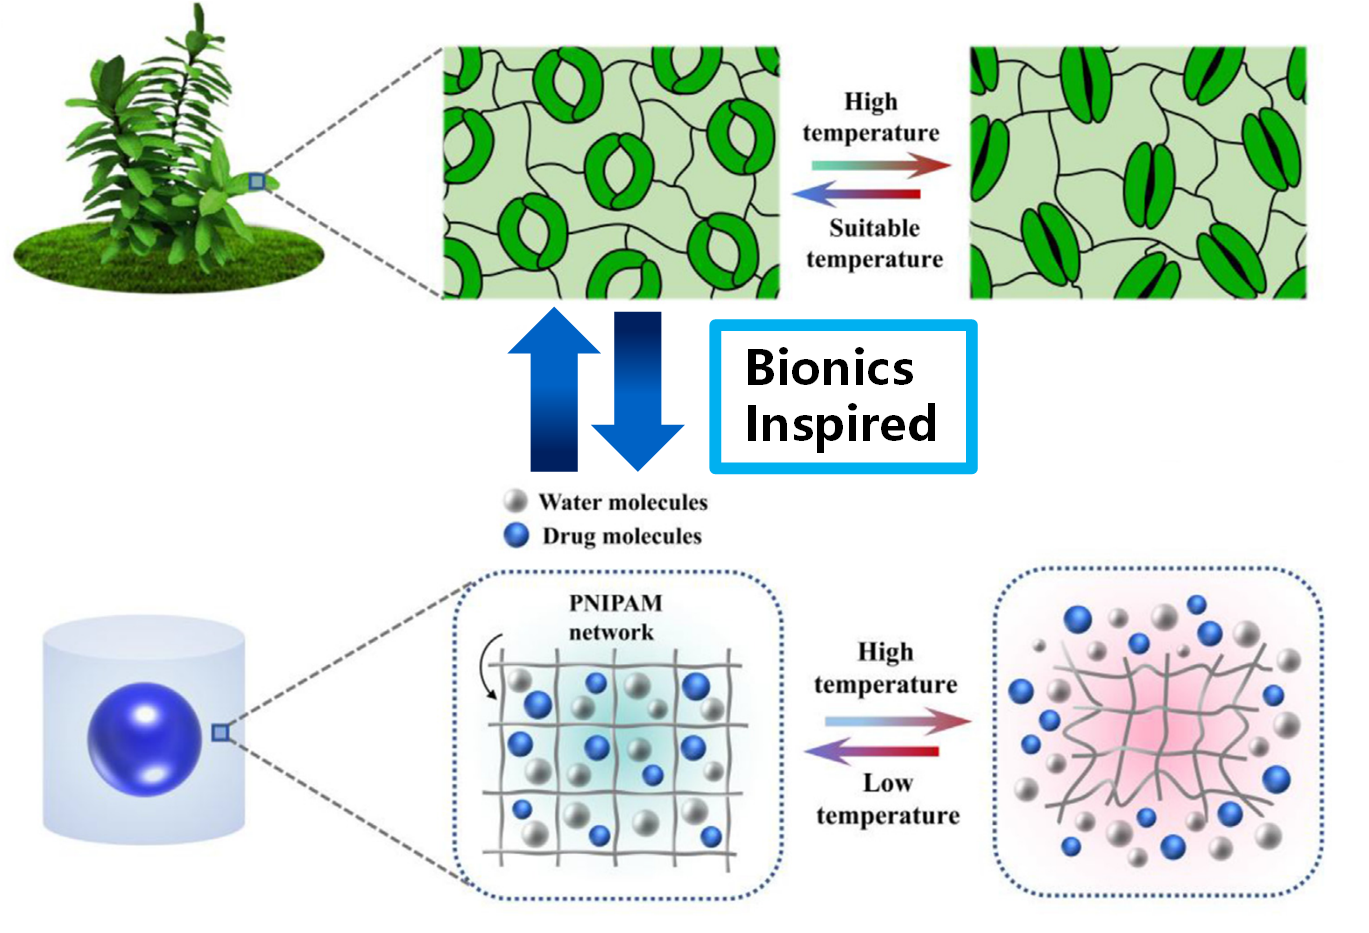 High
temperature
Suitable
temperature
Bionics
Inspired
Water molecules
Drug molecules
PNIPAM
network
High
temperature
Low
temperature